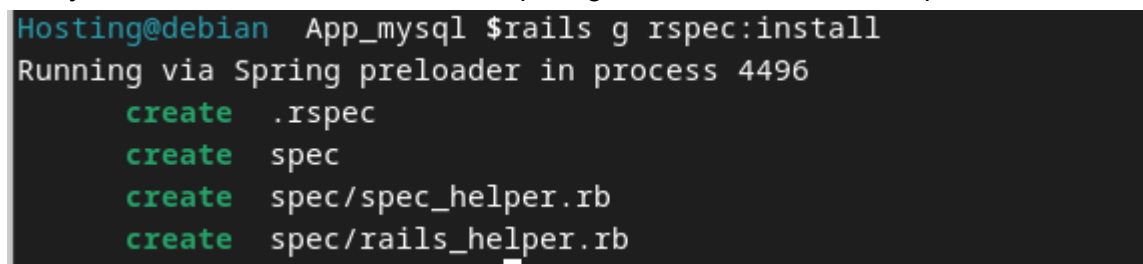 Hosting@debian App_mysql $rails g rspec:install
Running via Spring preloader in process 4496
create .rspec
create spec
create spec/spec_helper.rb
create spec/rails_helper.rb